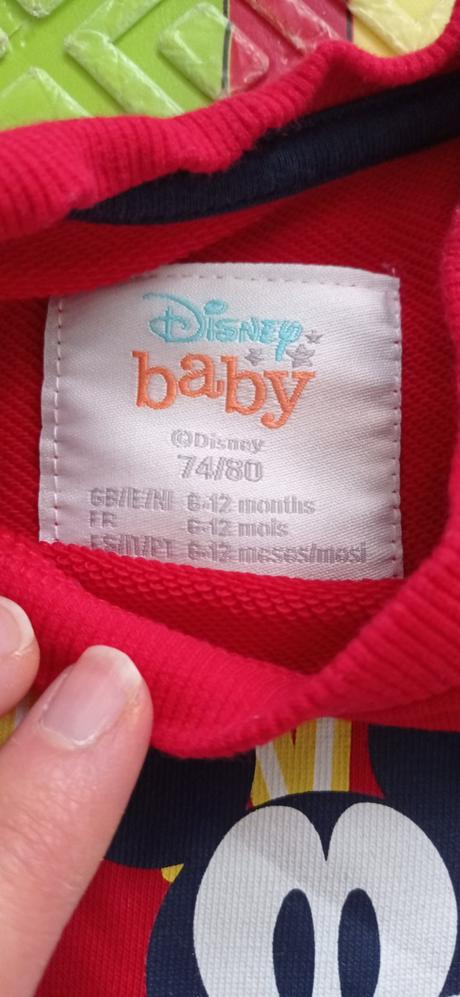 Disney
baby
©Disney
74/80
GB/IE/NI 6-12 months
FR 6-12 mois
ES/IT/PT 6-12 meses/mesi